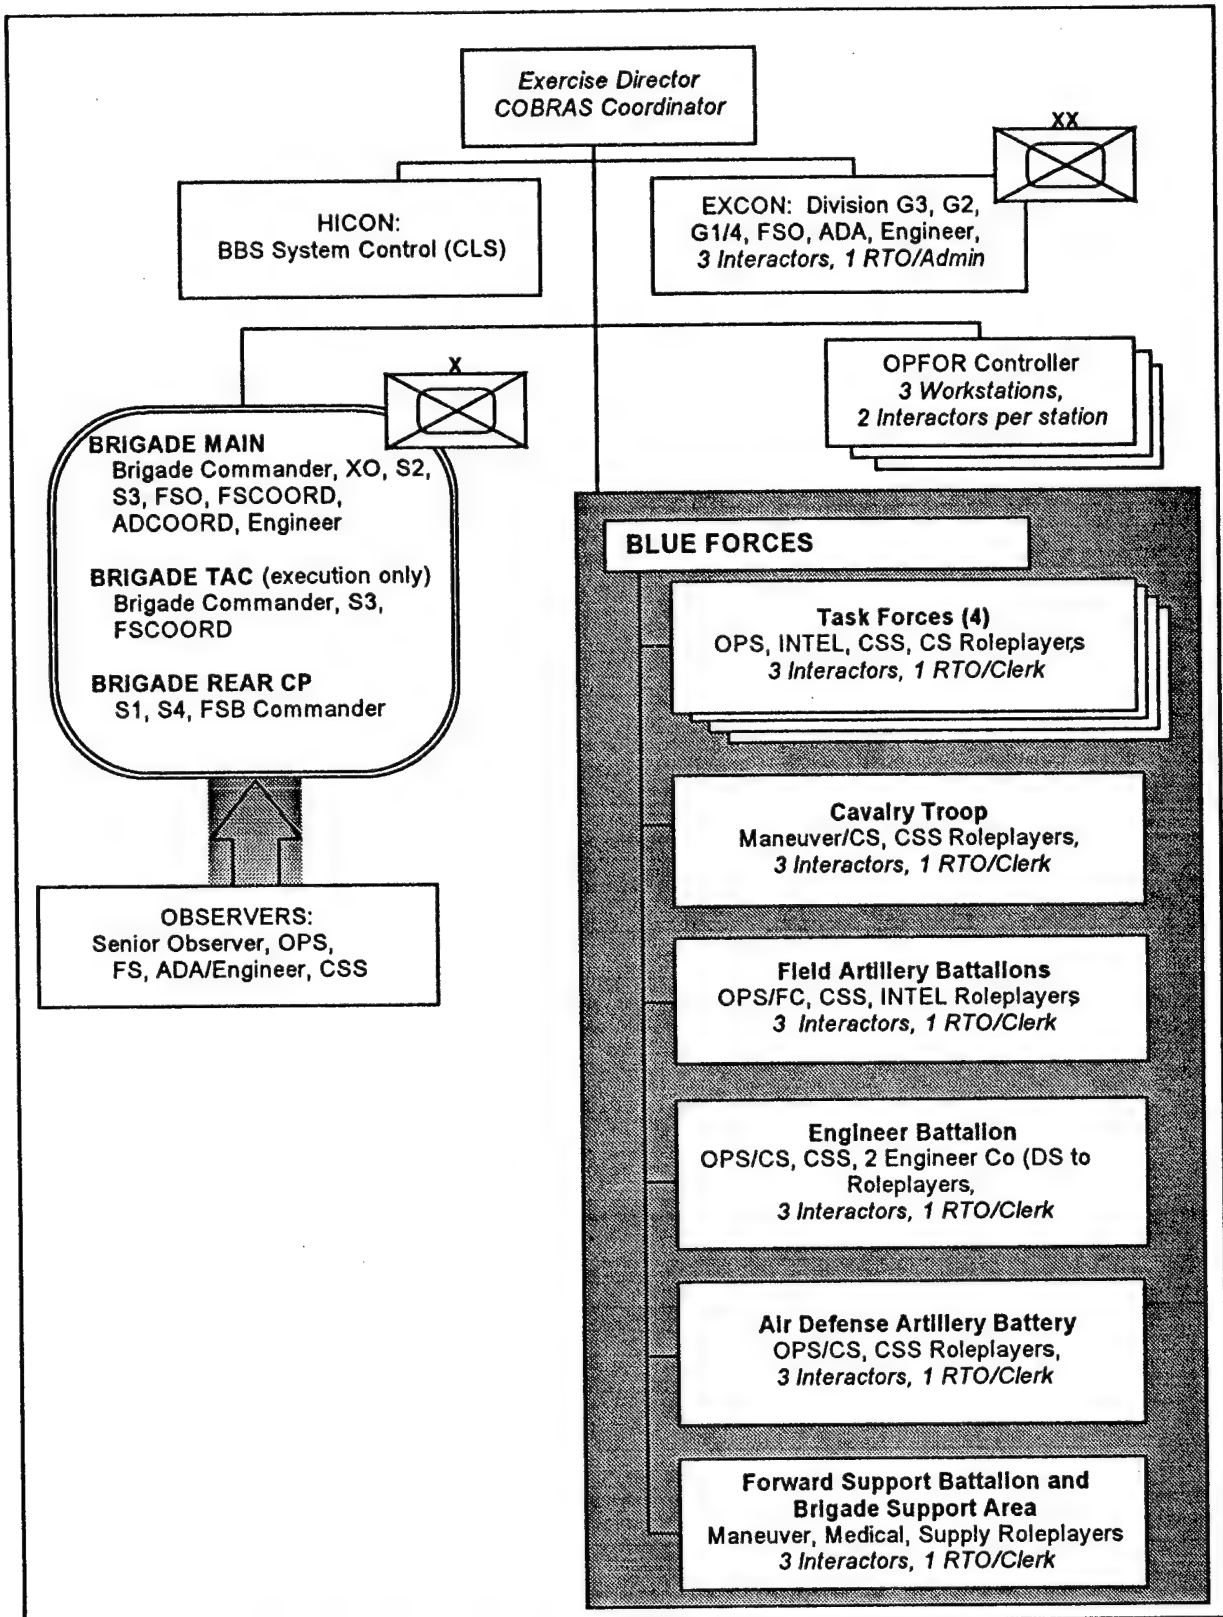 Exercise Director
COBRAS Coordinator
XX
HICON:
BBS System Control (CLS)
EXCON: Division G3, G2,
G1/4, FSO, ADA, Engineer,
3 Interactors, 1 RTO/Admin
X
OPFOR Controller
3 Workstations,
2 Interactors per station
BRIGADE MAIN
Brigade Commander, XO, S2,
S3, FSO, FSCOORD,
ADCOORD, Engineer
BRIGADE TAC (execution only)
Brigade Commander, S3,
FSCOORD
BRIGADE REAR CP
S1, S4, FSB Commander
OBSERVERS:
Senior Observer, OPS,
FS, ADA/Engineer, CSS
BLUE FORCES
Task Forces (4)
OPS, INTEL, CSS, CS Roleplayers,
3 Interactors, 1 RTO/Clerk
Cavalry Troop
Maneuver/CS, CSS Roleplayers,
3 Interactors, 1 RTO/Clerk
Field Artillery Battalions
OPS/FC, CSS, INTEL Roleplayers
3 Interactors, 1 RTO/Clerk
Engineer Battalion
OPS/CS, CSS, 2 Engineer Co (DS to
Roleplayers,
3 Interactors, 1 RTO/Clerk
Air Defense Artillery Battery
OPS/CS, CSS Roleplayers,
3 Interactors, 1 RTO/Clerk
Forward Support Battalion and
Brigade Support Area
Maneuver, Medical, Supply Roleplayers
3 Interactors, 1 RTO/Clerk